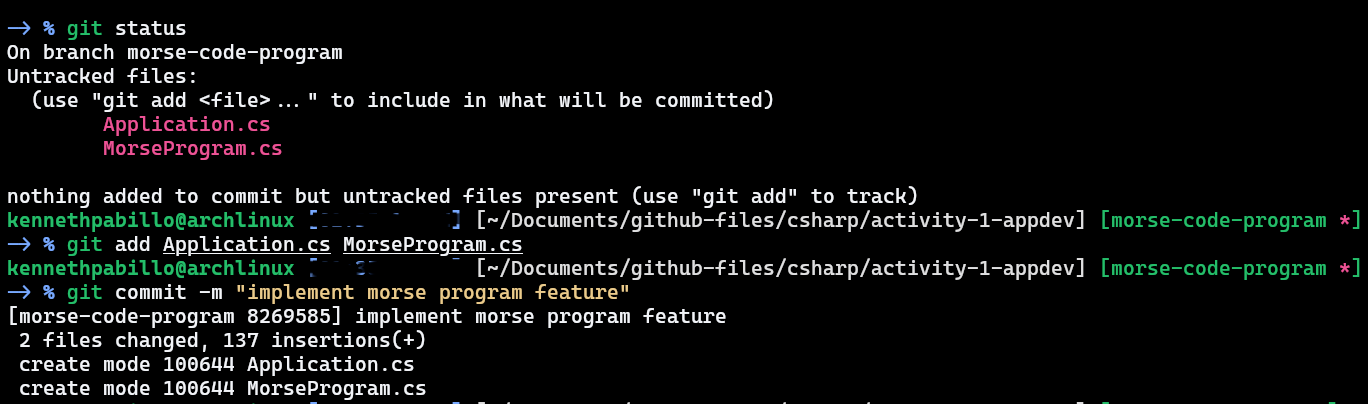 —> % git status
On branch morse-code-program
Untracked files:
(use "git add <file>..." to include in what will be committed)
Application.cs
MorseProgram.cs
nothing added to commit but untracked files present (use "git add" to track)
kennethpabillo@archlinux [ ] [~/Documents/github-files/csharp/activity-1-appdev] [morse-code-program *]
—> % git add Application.cs MorseProgram.cs
kennethpabillo@archlinux [ [~/Documents/github-files/csharp/activity-1-appdev] [morse-code-program *]
—> % git commit -m "implement morse program feature"
[morse-code-program 8269585] implement morse program feature
2 files changed, 137 insertions(+)
create mode 100644 Application.cs
create mode 100644 MorseProgram.cs